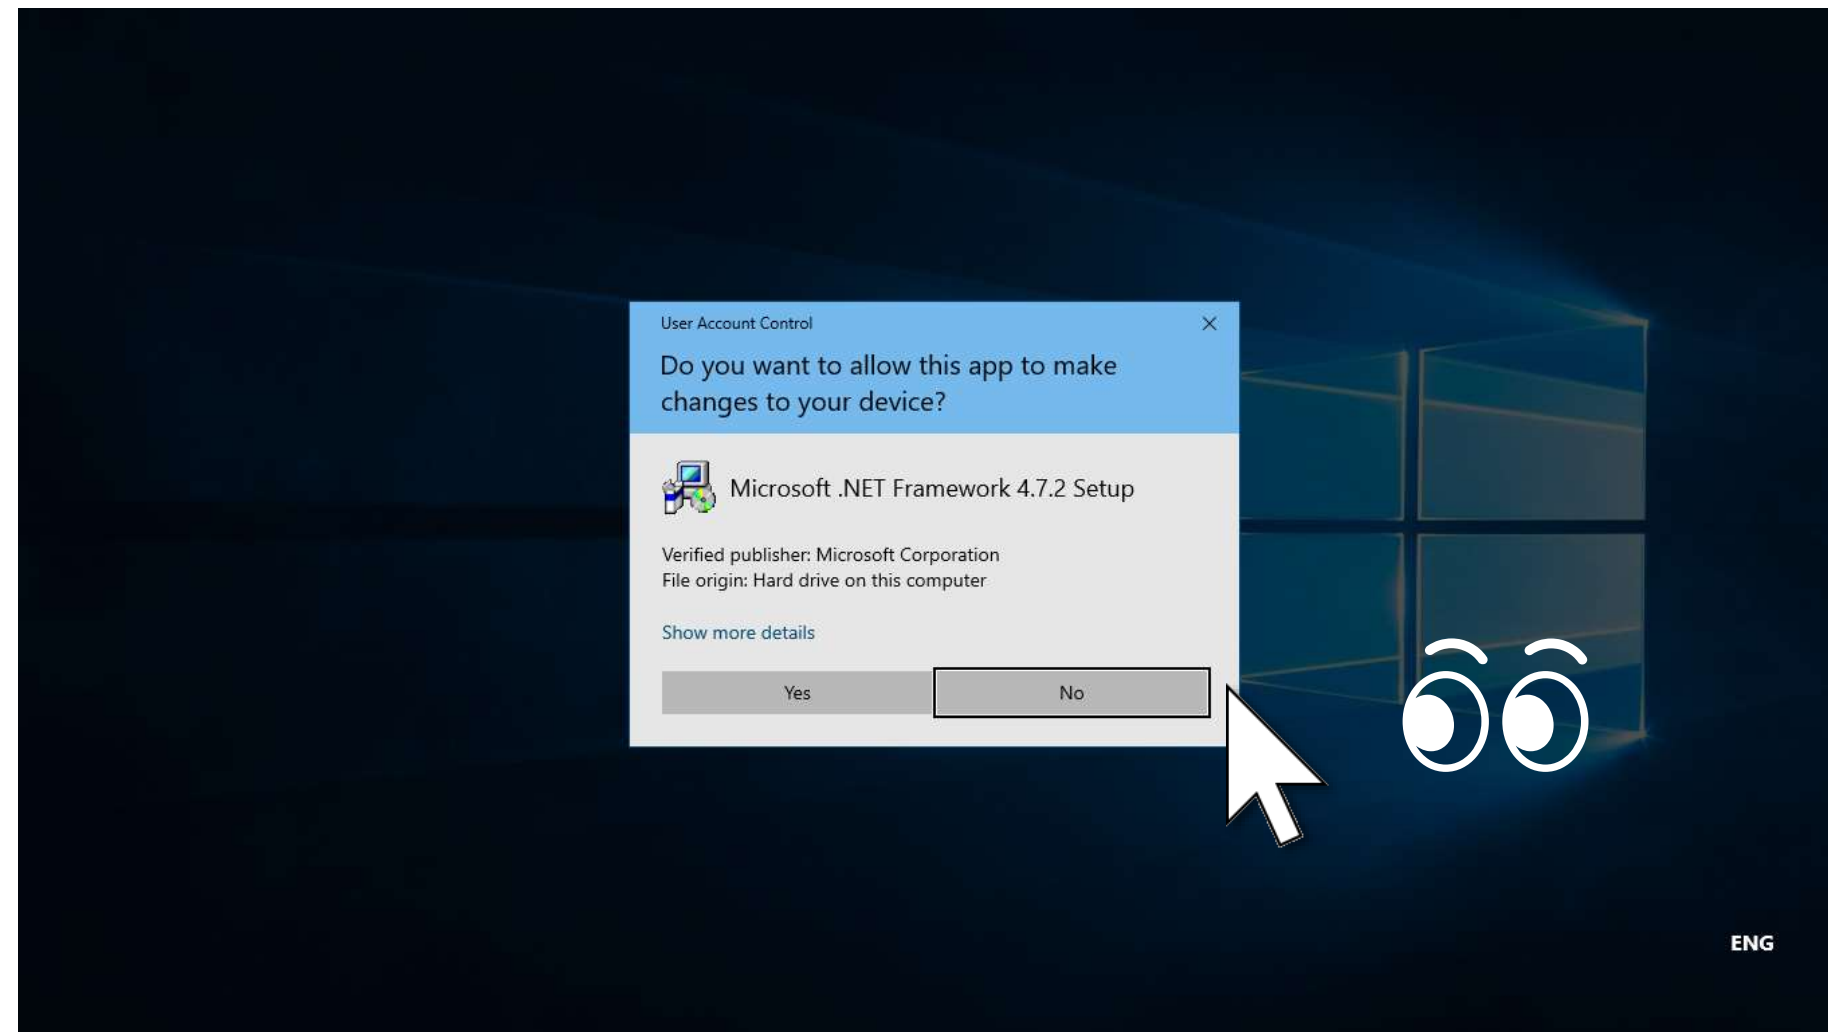 User Account Control
Do you want to allow this app to make
changes to your device?
Microsoft .NET Framework 4.7.2 Setup
Verified publisher: Microsoft Corporation
File origin: Hard drive on this computer
Show more details
Yes
No
ENG